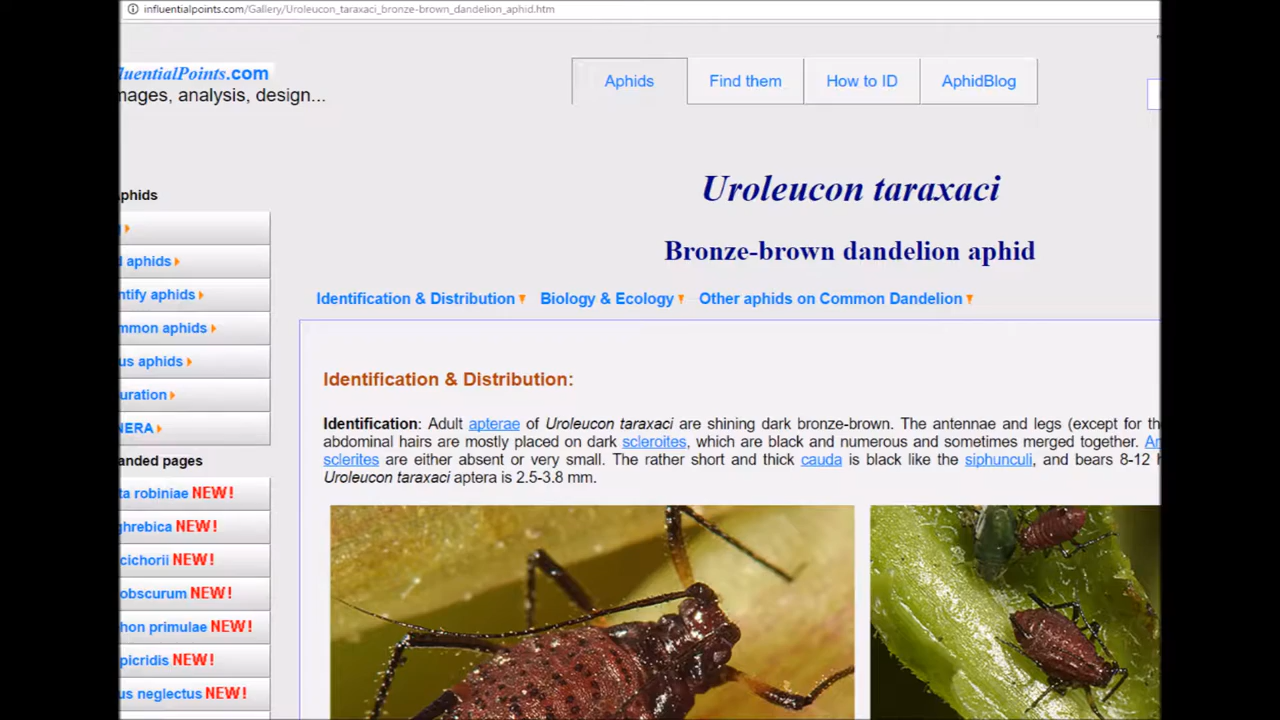 influentialpoints.com/Gallery/Uroleucon_taraxaci_bronze-brown_dandelion_aphid.htm
fluentialPoints.com
mages, analysis, design...
Aphids
Find them
How to ID
AphidBlog
Uroleucon taraxaci
Bronze-brown dandelion aphid
Identification & Distribution
Biology & Ecology
Other aphids on Common Dandelion
phids
d aphids
ntify aphids
mmon aphids
us aphids
uration
NERA
anded pages
ta robiniae NEW!
ghrebica NEW!
cichorii NEW!
obscurum NEW!
hon primulae NEW!
picridis NEW!
us neglectus NEW!
Identification & Distribution:
Identification: Adult apterae of Uroleucon taraxaci are shining dark bronze-brown. The antennae and legs (except for
abdominal hairs are mostly placed on dark scleroites, which are black and numerous and sometimes merged together.
sclerites are either absent or very small. The rather short and thick cauda is black like the siphunculi, and bears 8-12
Uroleucon taraxaci aptera is 2.5-3.8 mm.